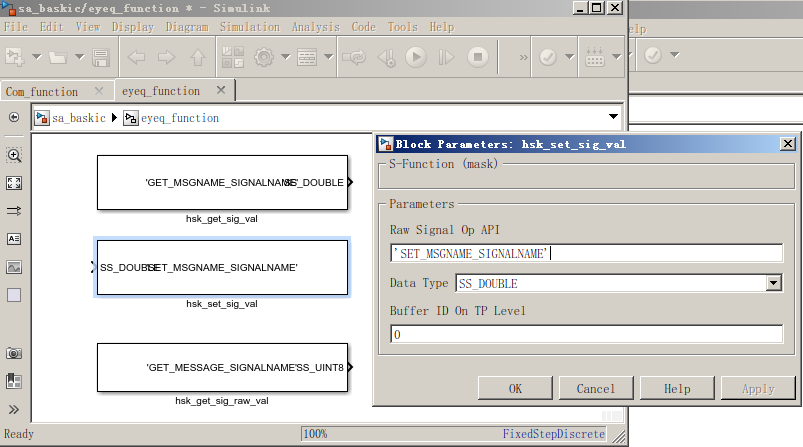 sa_baskic/eyeq_function * - Simulink
File Edit View Display Diagram Simulation Analysis Code Tools Help
elp
»
Com_function
eyeq_function
sa_baskic
eyeq_function
'GET_MSGNAME_SIGNALNAME' SS_DOUBLE
hsk_get_sig_val
SS_DOUBLE 'SET_MSGNAME_SIGNALNAME'
hsk_set_sig_val
'GET_MESSAGE_SIGNALNAME' SS_UINT8
hsk_get_sig_raw_val
Block Parameters: hsk_set_sig_val
S-Function (mask)
Parameters
Raw Signal Op API
'SET_MSGNAME_SIGNALNAME'
Data Type SS_DOUBLE
Buffer ID On TP Level
0
OK Cancel Help Apply
Ready 100% FixedStepDiscrete